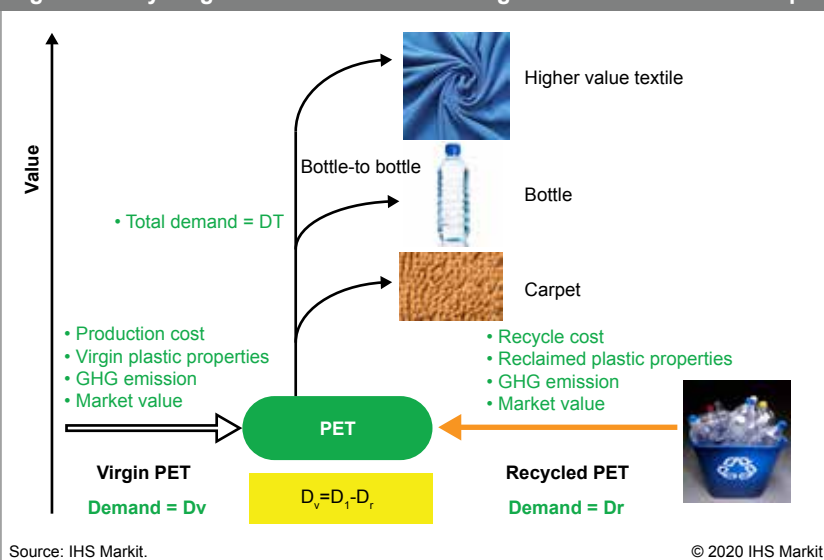 Value
Higher value textile
Bottle-to bottle
Bottle
• Total demand = DT
Carpet
• Production cost
• Virgin plastic properties
• GHG emission
• Market value
• Recycle cost
• Reclaimed plastic properties
• GHG emission
• Market value
PET
Virgin PET
Demand = Dv
Dv=D1-Dr
Recycled PET
Demand = Dr
Source: IHS Markit.
© 2020 IHS Markit